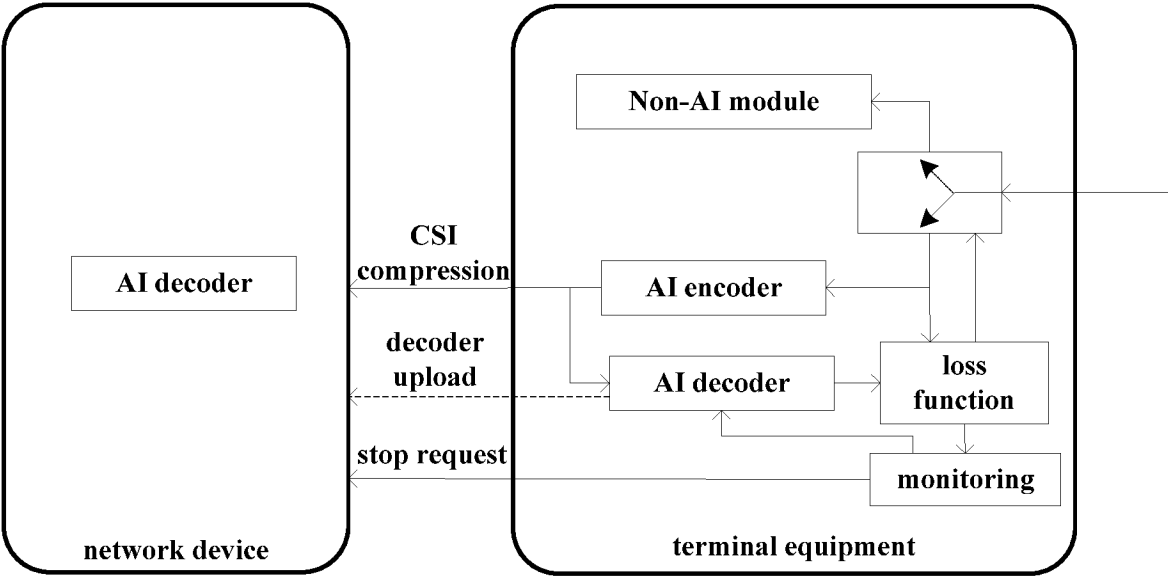 Non-AI module
CSI
compression
AI decoder
AI encoder
decoder
upload
AI decoder
loss
function
stop request
monitoring
network device
terminal equipment